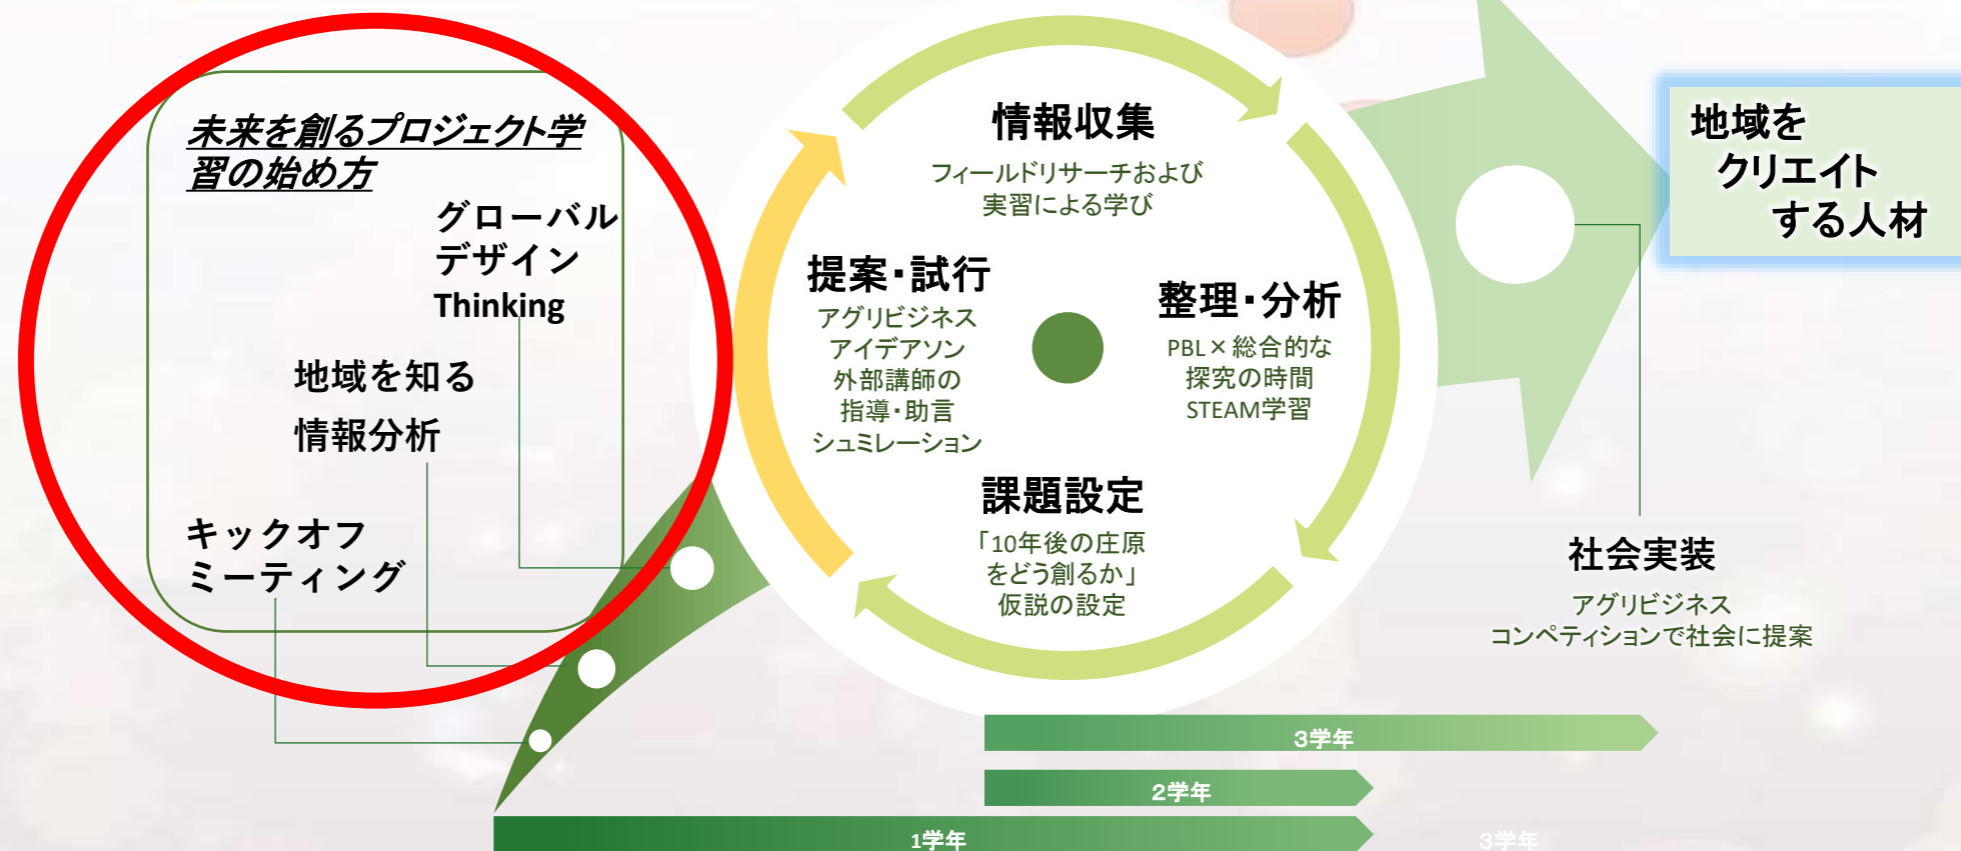 未来を創るプロジェクト学
習の始め方
グローバル
デザイン
Thinking
地域を知る
情報分析
キックオフ
ミーティング
情報収集
フィールドリサーチおよび
実習による学び
提案・試行
アグリビジネス
アイデアソン
外部講師の
指導・助言
シュミレーション
整理・分析
PBL×総合的な
探究の時間
STEAM学習
課題設定
「10年後の庄原
をどう創るか」
仮説の設定
地域を
クリエイト
する人材
社会実装
アグリビジネス
コンペティションで社会に提案
3学年
2学年
1学年
3学年